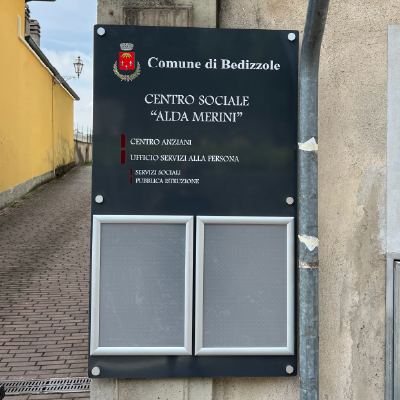 Comune di Bedizzole
CENTRO SOCIALE
"ALDA MERINI"
CENTRO ANZIANI
UFFICIO SERVIZI ALLA PERSONA
SERVIZI SOCIALI
PUBBLICA ISTRUZIONE